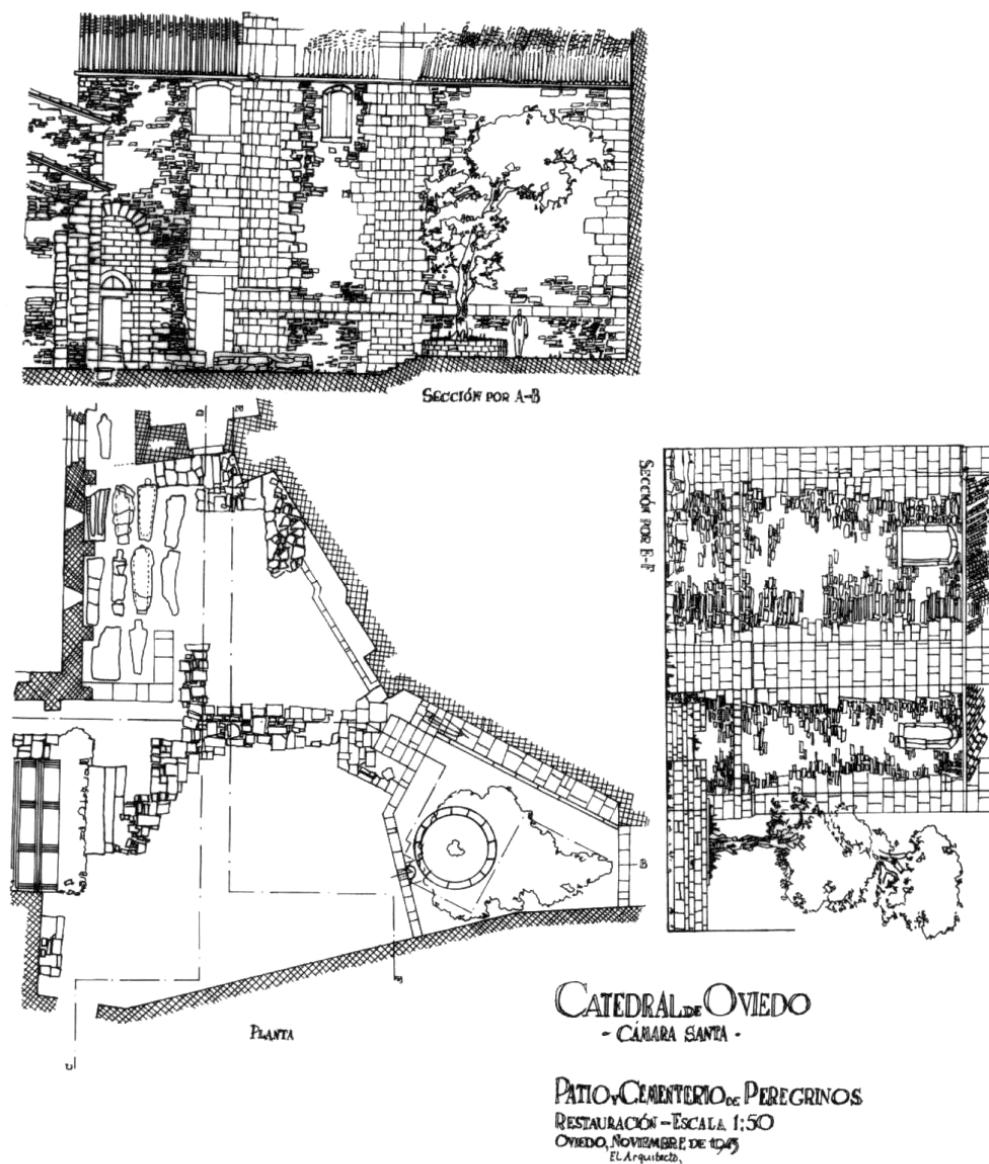 SECCIÓN POR A-B
SECCIÓN POR E-F
D
B
PLANTA
CATEDRAL DE OVIEDO
- CÁMARA SANTA -
PATIO Y CEMENTERIO DE PEREGRINOS
RESTAURACIÓN - ESCALA 1:50
OVIEDO, NOVIEMBRE DE 1943
EL Arquitecto,